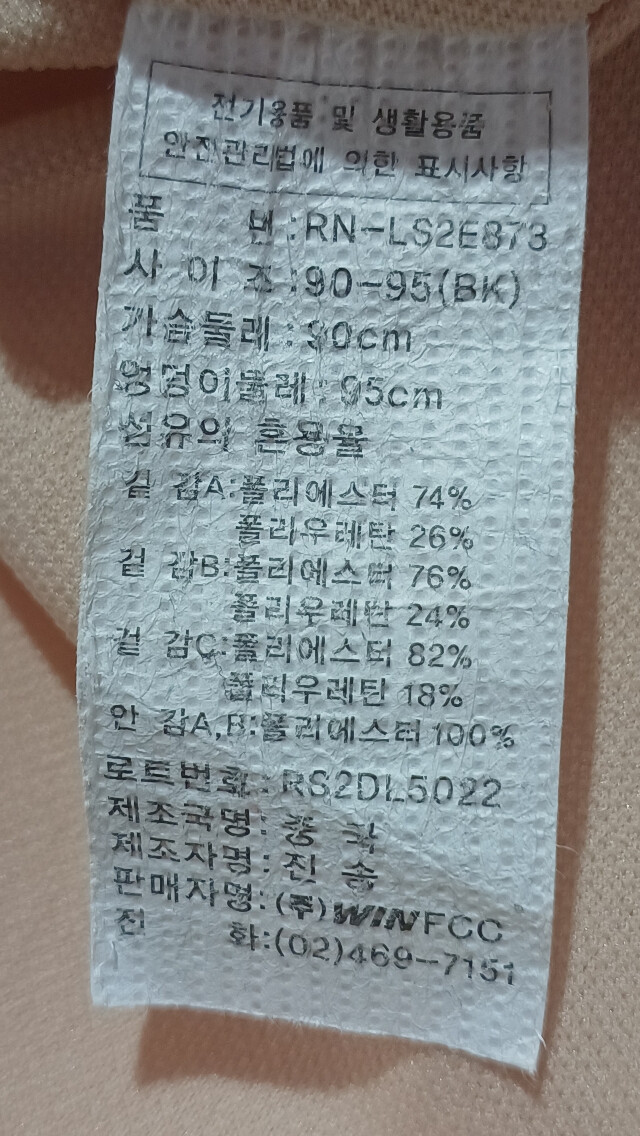 전기용품 및 생활용품
안전관리법에 의한 표시사항
품 번:RN-LS2E873
사 이 즈:90-95(BK)
가슴둘레:90cm
엉덩이둘레:95cm
섬유의 혼용율
겉 감A:폴리에스터 74%
폴리우레탄 26%
겉 감B:폴리에스터 76%
폴리우레탄 24%
겉 감C:폴리에스터 82%
폴리우레탄 18%
안 감A,B:폴리에스터 100%
로트번호:RS2DL5022
제조국명:중 국
제조자명:진 송
판매자명:(주)WINFCC
전 화:(02)469-7151